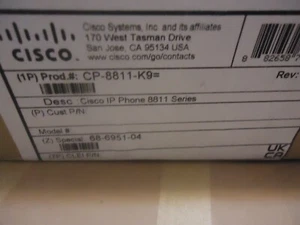 Cisco Systems, Inc. and its affiliates
170 West Tasman Drive
San Jose, CA 95134 USA
www.cisco.com/go/contacts
CISCO
(1P) Prod.#: CP-8811-K9=
Desc Cisco IP Phone 8811 Series
(P) Cust P/N:
Model #
(Z) Special 68-6951-04
UK
CA